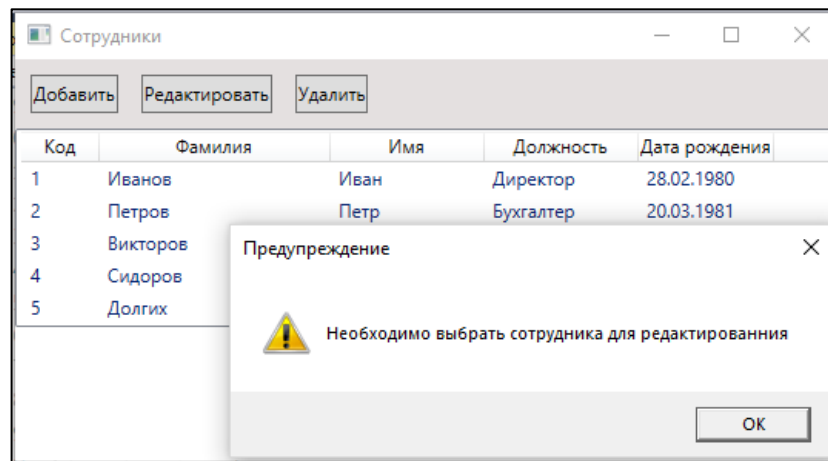 Сотрудники
Добавить Редактировать Удалить
Код Фамилия Имя Должность Дата рождения
1 Иванов Иван Директор 28.02.1980
2 Петров Петр Бухгалтер 20.03.1981
3 Викторов
4 Сидоров
5 Долгих
Предупреждение
Необходимо выбрать сотрудника для редактированния
ОК